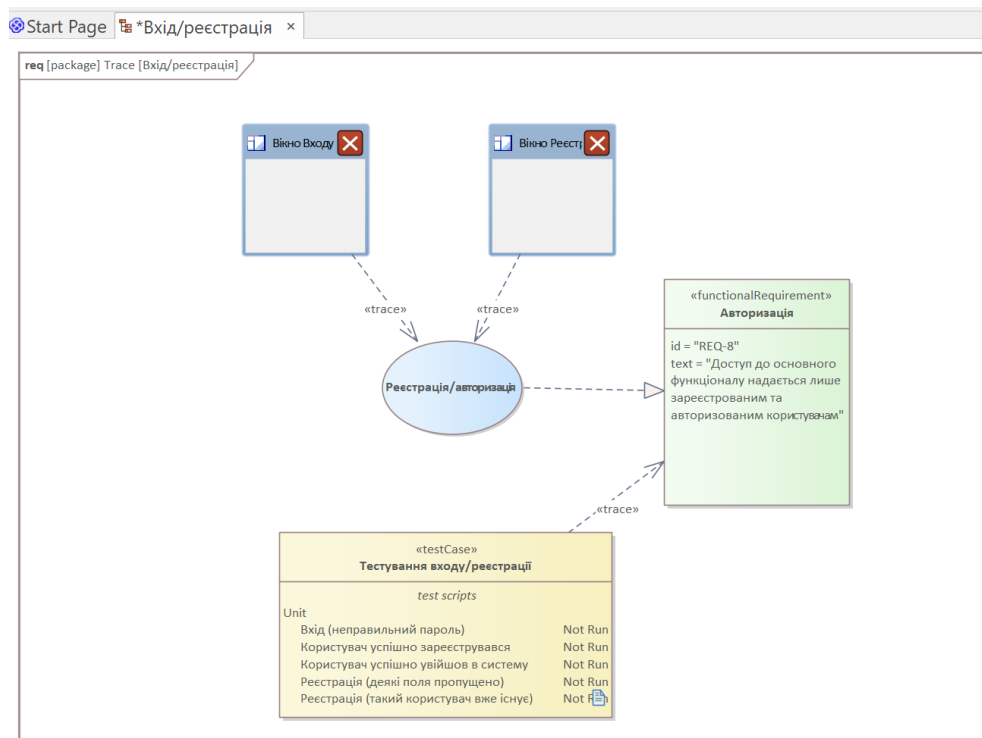 Start Page *Вхід/реєстрація ×
req [package] Trace [Вхід/реєстрація]
Вікно Входу
Вікно Реєстр
«trace»
«trace»
«functionalRequirement»
Авторизація
id = "REQ-8"
text = "Доступ до основного
функціоналу надається лише
зареєстрованим та
авторизованим користувачам"
Реєстрація/авторизація
«trace»
«testCase»
Тестування входу/реєстрації
test scripts
Unit
Вхід (неправильний пароль) Not Run
Користувач успішно зареєструвався Not Run
Користувач успішно увійшов в систему Not Run
Реєстрація (деякі поля пропущено) Not Run
Реєстрація (такий користувач вже існує) Not Run